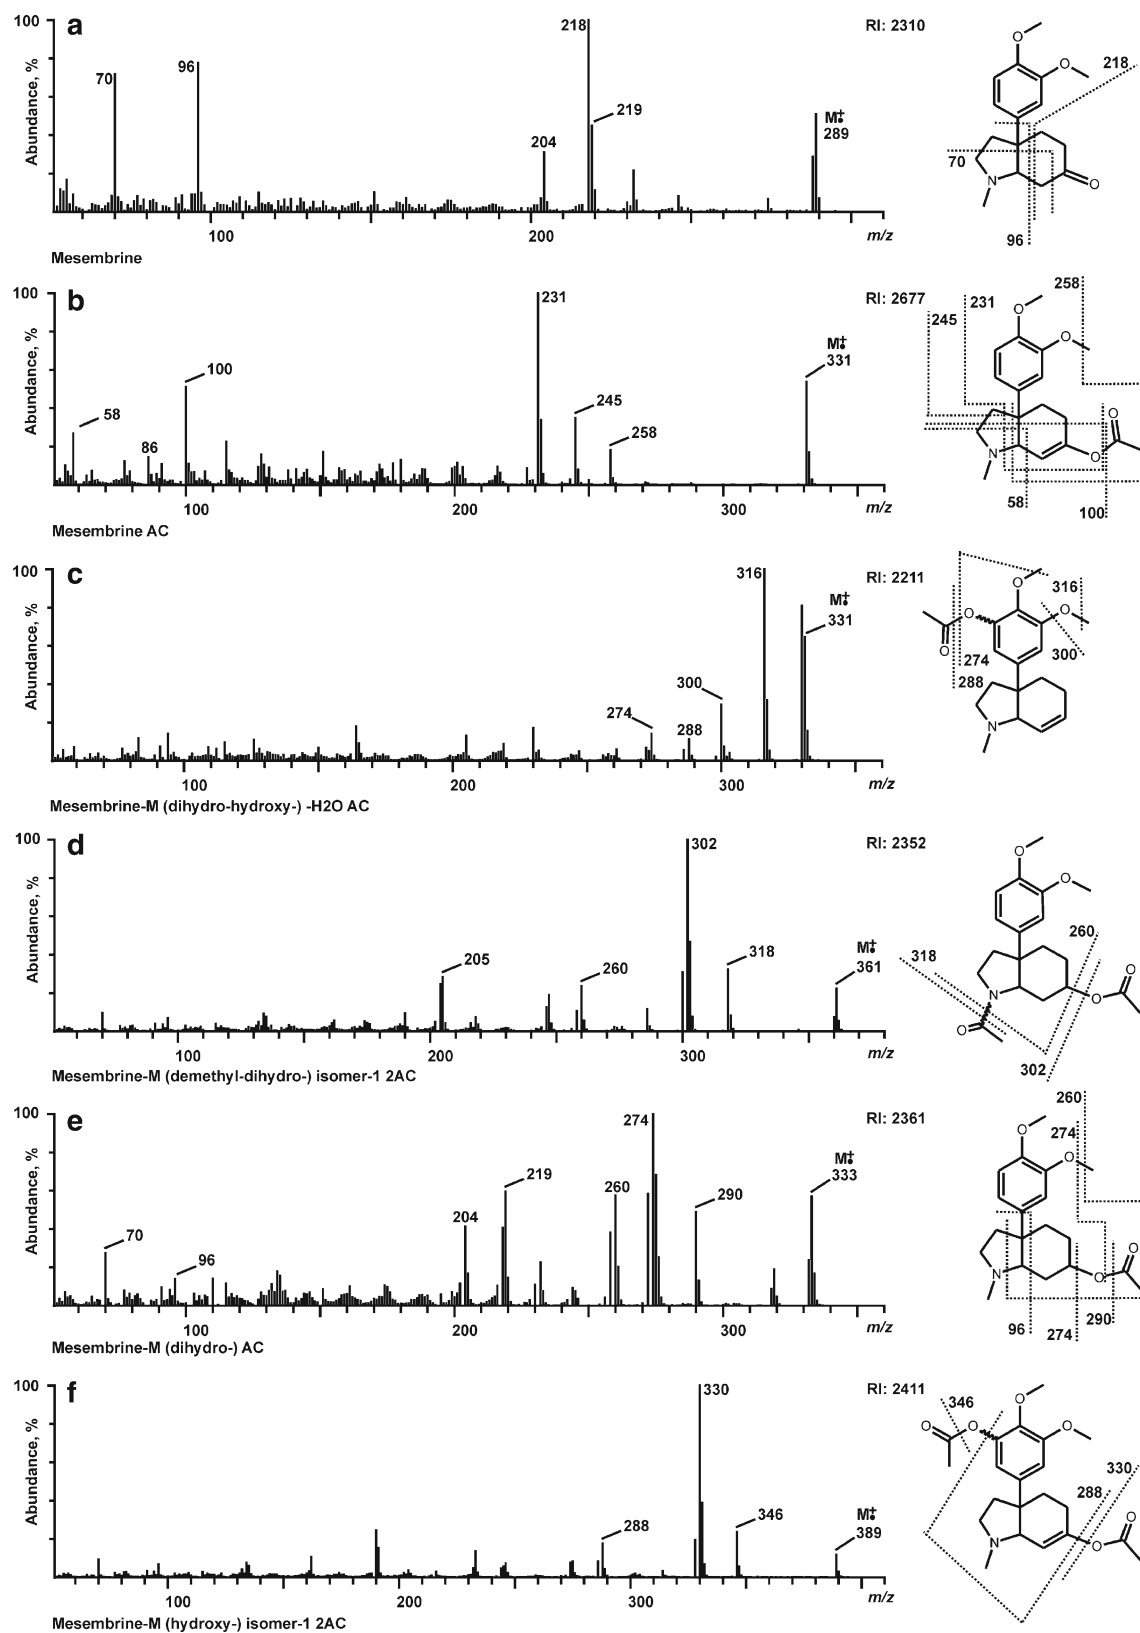 a
100
Abundance, %
70
96
218
219
204
M•+
289
RI: 2310
100
200
m/z
Mesembrine
O
O
218
70
N
O
96
b
100
Abundance, %
58
86
100
231
245
258
M•+
331
RI: 2677
100
200
300
m/z
Mesembrine AC
258
231
245
O
O
O
N
O
58
100
c
100
Abundance, %
274
288
300
316
M•+
331
RI: 2211
100
200
300
m/z
Mesembrine-M (dihydro-hydroxy-) -H2O AC
O
316
O
O
O
274
300
288
N
d
100
Abundance, %
205
260
302
318
M•+
361
RI: 2352
100
200
300
m/z
Mesembrine-M (demethyl-dihydro-) isomer-1 2AC
O
O
260
318
O
N
O
O
302
e
100
Abundance, %
70
96
204
219
260
274
290
M•+
333
RI: 2361
100
200
300
m/z
Mesembrine-M (dihydro-) AC
260
O
274
O
O
N
O
96
274
290
f
100
Abundance, %
288
330
346
M•+
389
RI: 2411
100
200
300
m/z
Mesembrine-M (hydroxy-) isomer-1 2AC
346
O
O
O
O
330
288
O
N
O